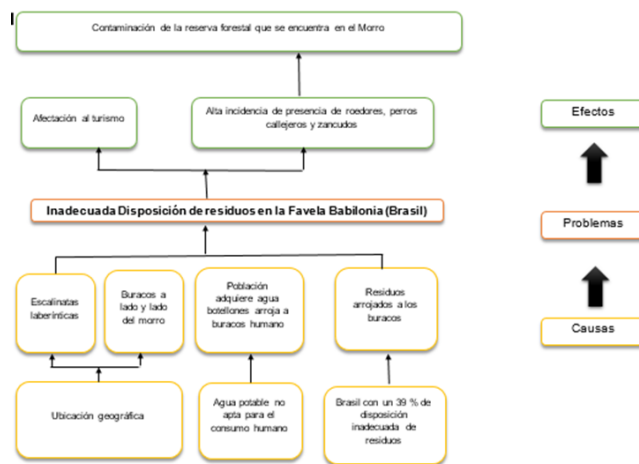 Contaminación de la reserva forestal que se encuentra en el Morro
Afectación al turismo
Alta incidencia de presencia de roedores, perros
callejeros y zancudos
Efectos
Inadecuada Disposición de residuos en la Favela Babilonia (Brasil)
Problemas
Escalinatas
laberínticas
Buracos a
lado y lado
del morro
Población
adquiere agua
botellones arroja a
buracos humano
Residuos
arrojados a los
buracos
Causas
Ubicación geográfica
Agua potable no
apta para el
consumo humano
Brasil con un 39 % de
disposición
inadecuada de
residuos